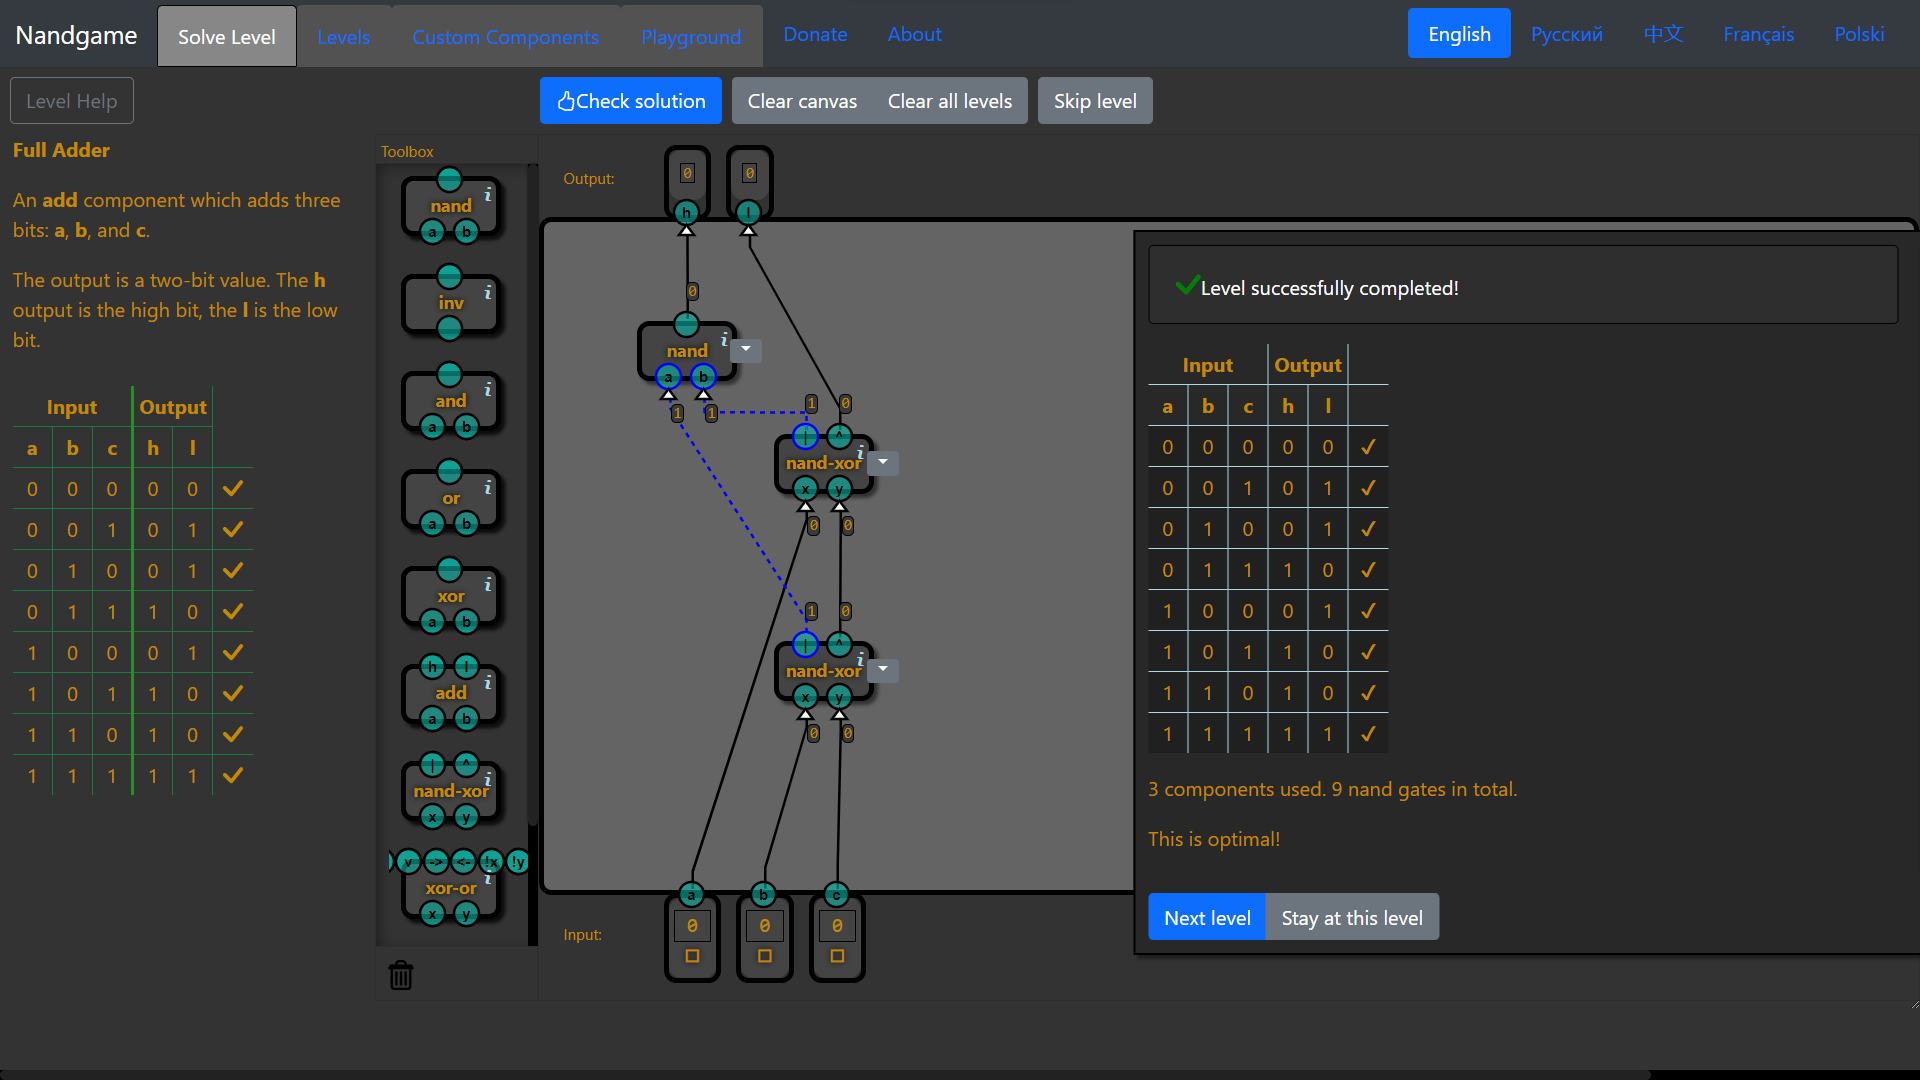 Nandgame
Solve Level
Levels
Custom Components
Playground
Donate
About
English
Русский
中文
Français
Polski
Level Help
Check solution
Clear canvas
Clear all levels
Skip level
Full Adder
An add component which adds three
bits: a, b, and c.
The output is a two-bit value. The h
output is the high bit, the l is the low
bit.
Input Output
a b c h l
0 0 0 0 0
0 0 1 0 1
0 1 0 0 1
0 1 1 1 0
1 0 0 0 1
1 0 1 1 0
1 1 0 1 0
1 1 1 1 1
Toolbox
nand
i
a b
inv
i
and
i
a b
or
i
a b
xor
i
a b
h l
add
i
a b
| ^
nand-xor
i
x y
v -> <- !x !y
xor-or
i
x y
Output:
0 0
h l
0
nand
i
a b
1 1
1 0
| ^
nand-xor
i
x y
0 0
1 0
| ^
nand-xor
i
x y
0 0
a b c
Input:
0 0 0
Level successfully completed!
Input Output
a b c h l
0 0 0 0 0
0 0 1 0 1
0 1 0 0 1
0 1 1 1 0
1 0 0 0 1
1 0 1 1 0
1 1 0 1 0
1 1 1 1 1
3 components used. 9 nand gates in total.
This is optimal!
Next level
Stay at this level